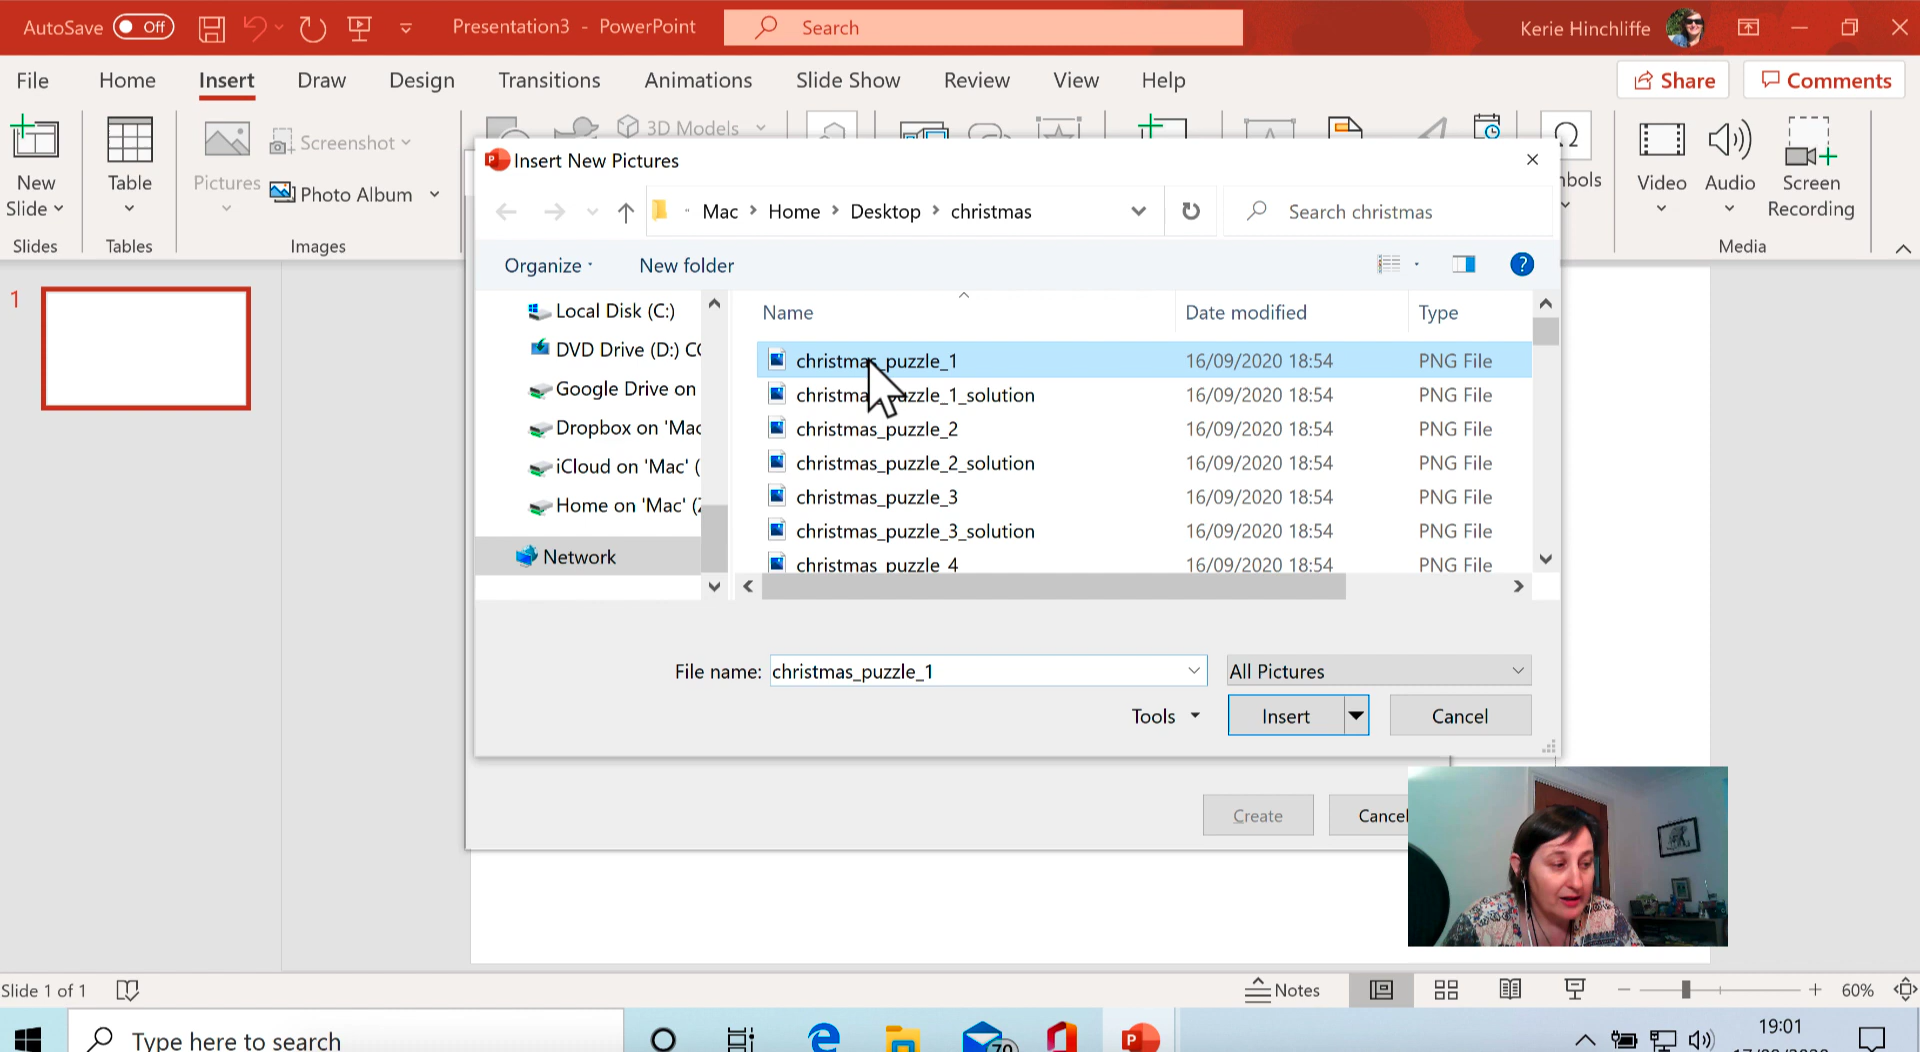 AutoSave Off Presentation3 - PowerPoint Search Kerie Hinchliffe
File Home Insert Draw Design Transitions Animations Slide Show Review View Help Share Comments
New Slide
Table
Pictures
Screenshot
Photo Album
3D Models
Video
Audio
Screen Recording
Slides Tables Images Media
1
Insert New Pictures
Mac Home Desktop christmas Search christmas
Organize New folder
Local Disk (C:)
DVD Drive (D:)
Google Drive on
Dropbox on 'Mac
iCloud on 'Mac' (
Home on 'Mac'
Network
Name Date modified Type
christmas_puzzle_1 16/09/2020 18:54 PNG File
christmas_puzzle_1_solution 16/09/2020 18:54 PNG File
christmas_puzzle_2 16/09/2020 18:54 PNG File
christmas_puzzle_2_solution 16/09/2020 18:54 PNG File
christmas_puzzle_3 16/09/2020 18:54 PNG File
christmas_puzzle_3_solution 16/09/2020 18:54 PNG File
christmas_puzzle_4 16/09/2020 18:54 PNG File
File name: christmas_puzzle_1 All Pictures
Tools Insert Cancel
Create Cancel
Slide 1 of 1 Notes 60%
Type here to search 19:01